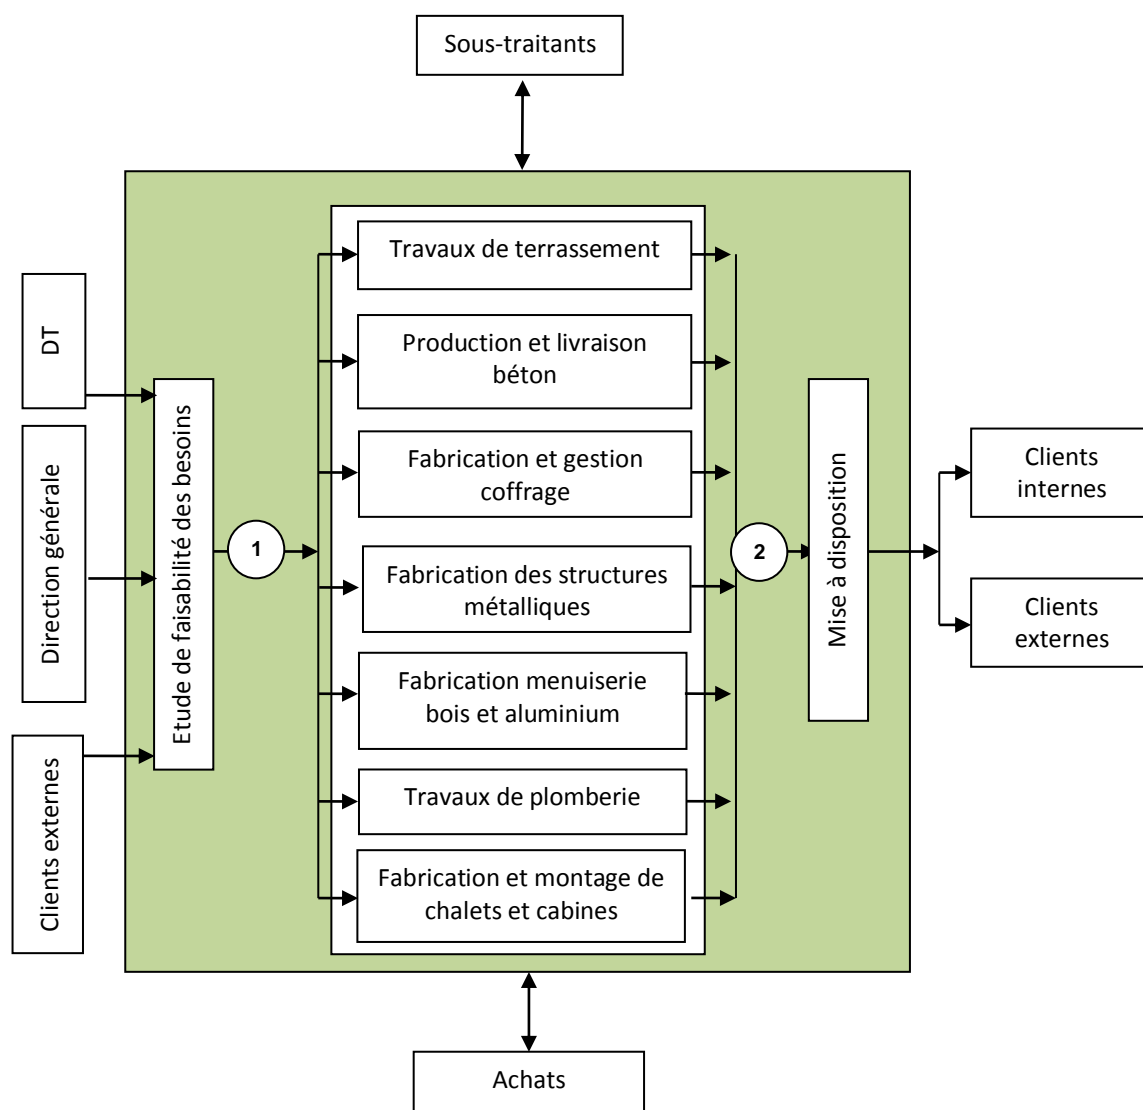 Sous-traitants
DT
Direction générale
Clients externes
Etude de faisabilité des besoins
1
Travaux de terrassement
Production et livraison
béton
Fabrication et gestion
coffrage
Fabrication des structures
métalliques
Fabrication menuiserie
bois et aluminium
Travaux de plomberie
Fabrication et montage de
chalets et cabines
2
Mise à disposition
Clients
internes
Clients
externes
Achats